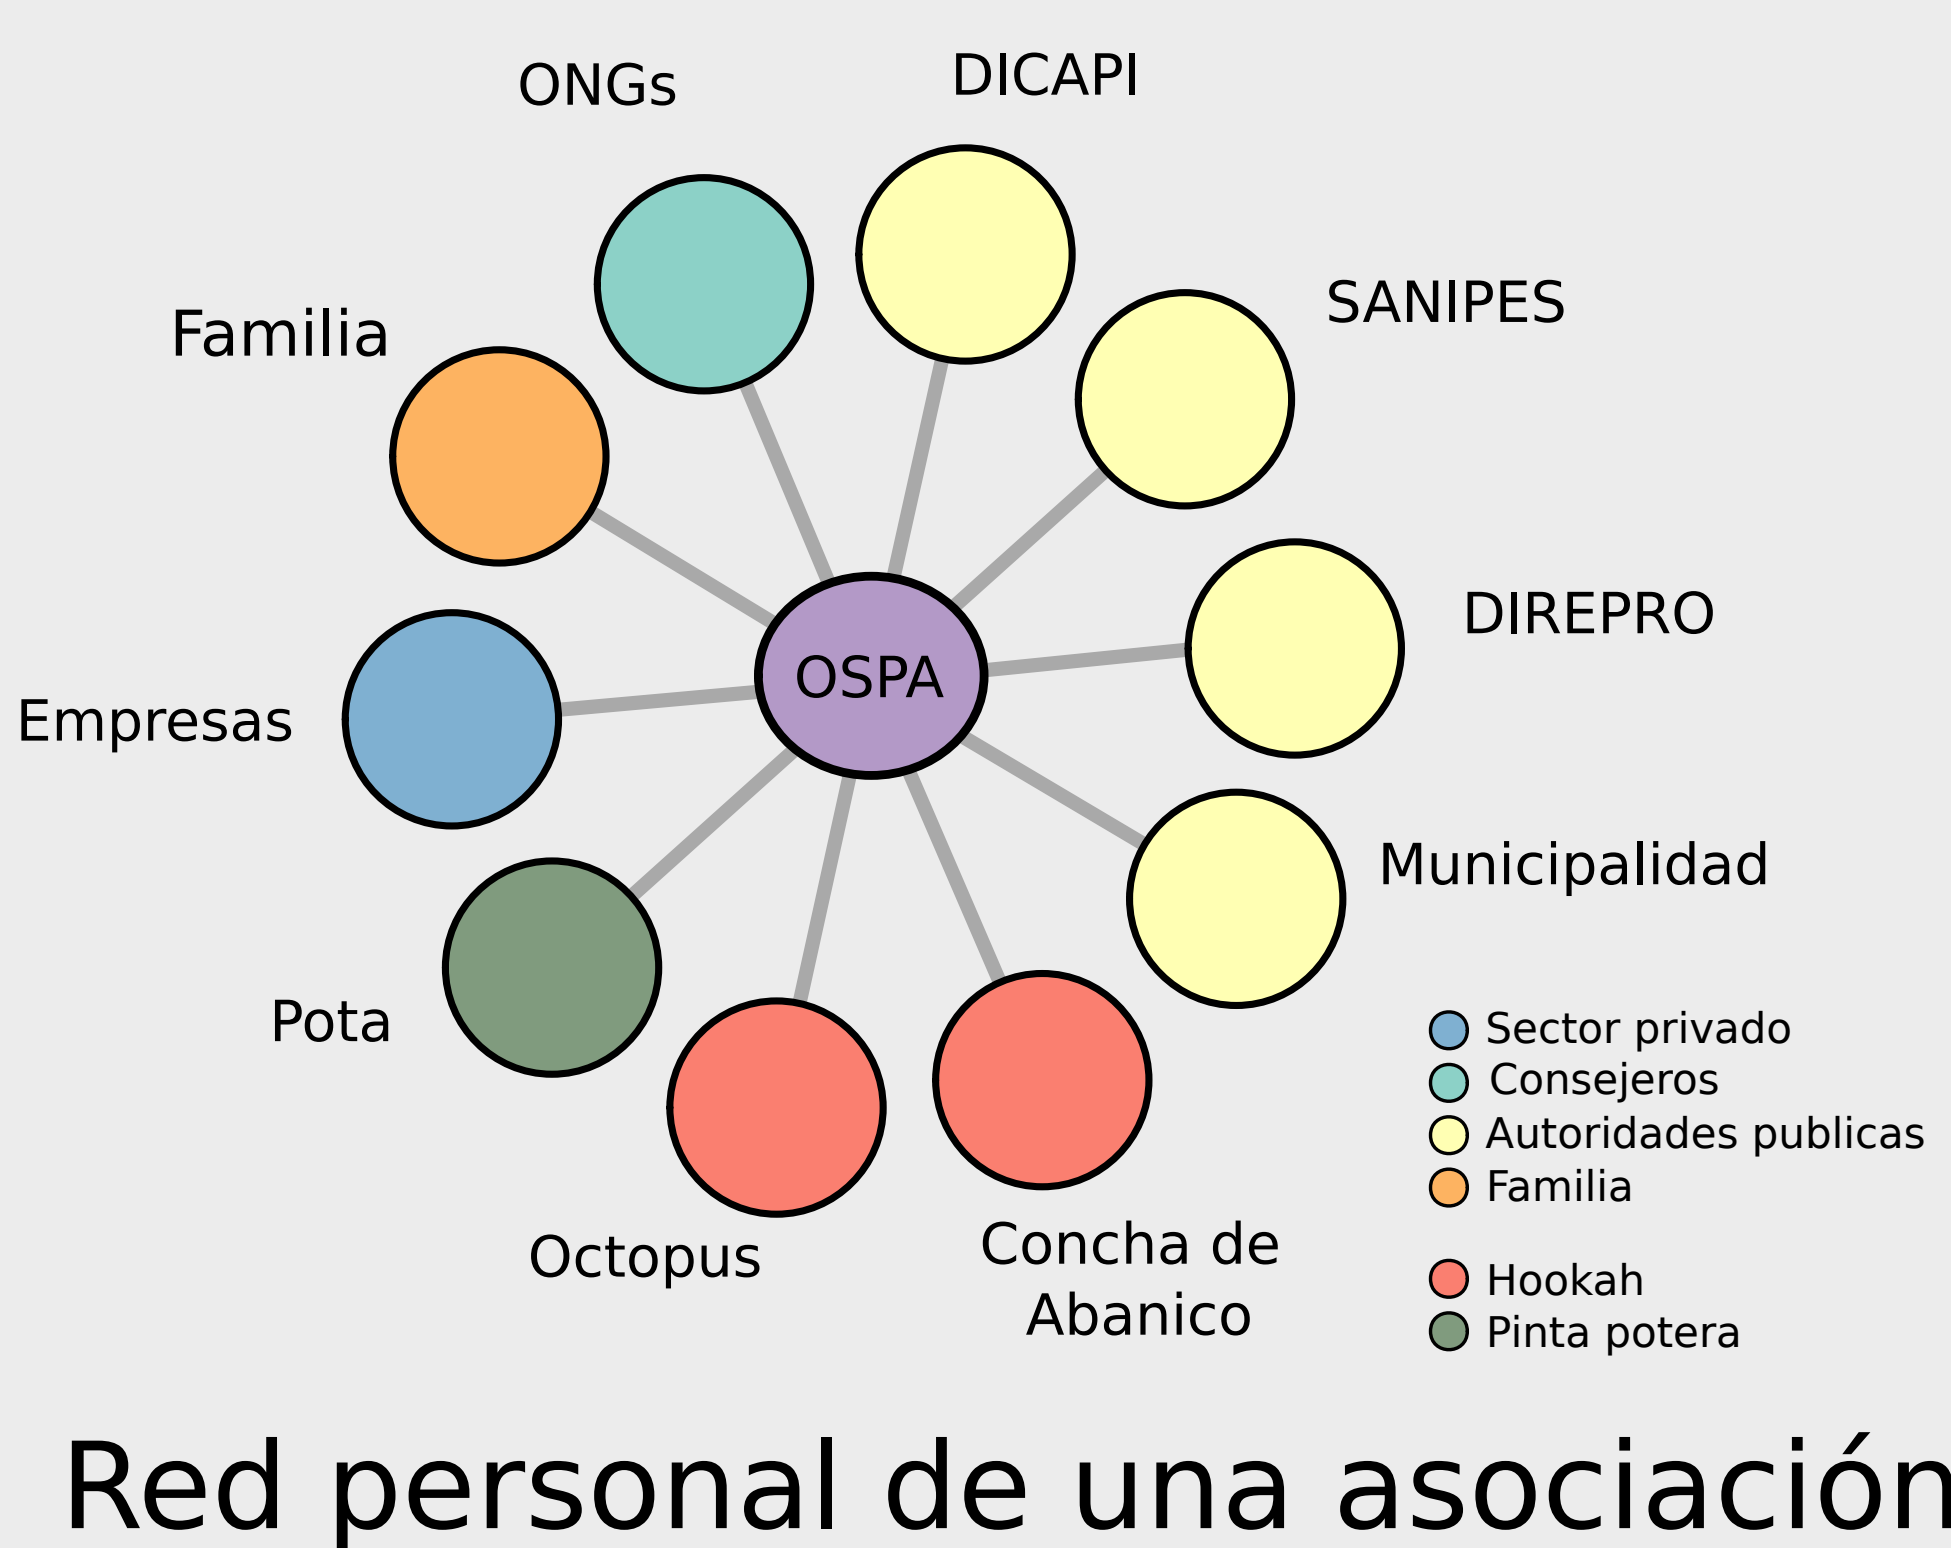 ONGs
DICAPI
Familia
SANIPES
OSPA
DIREPRO
Empresas
Municipalidad
Pota
Octopus
Concha de
Abanico
Sector privado
Consejeros
Autoridades publicas
Familia
Hookah
Pinta potera
Red personal de una asociación